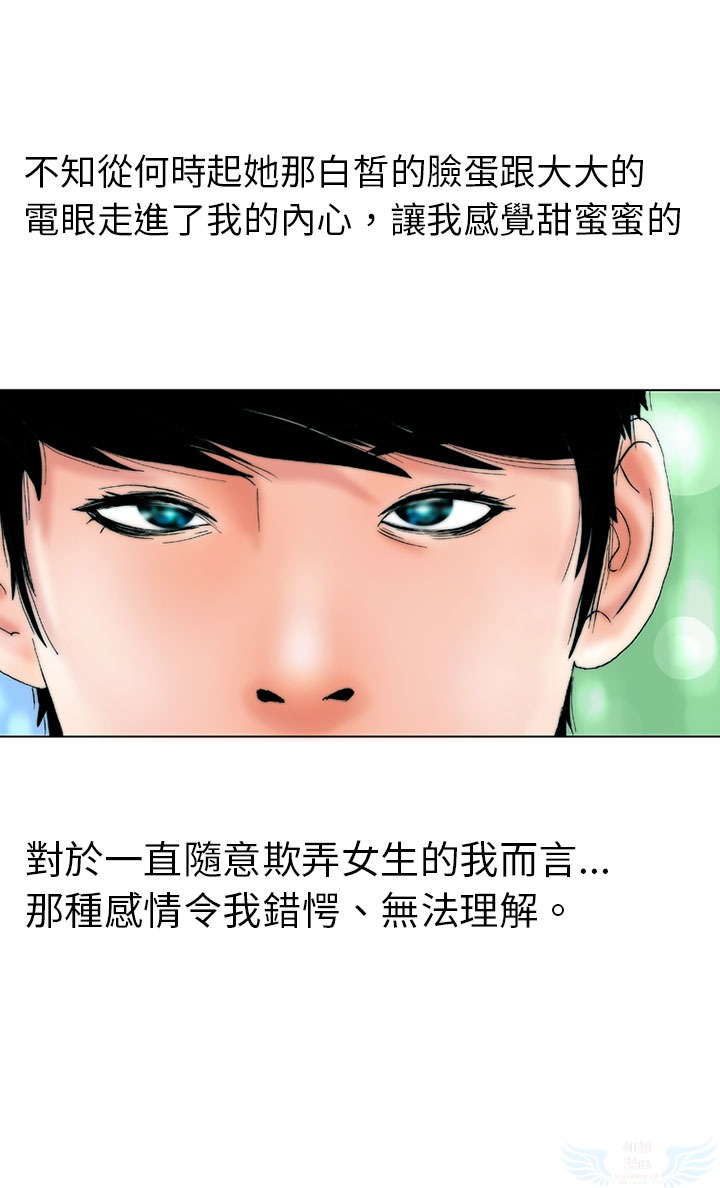 不知從何時起她那白皙的臉蛋跟大大的
電眼走進了我的內心，讓我感覺甜蜜蜜的
對於一直隨意欺弄女生的我而言...
那種感情令我錯愕、無法理解。